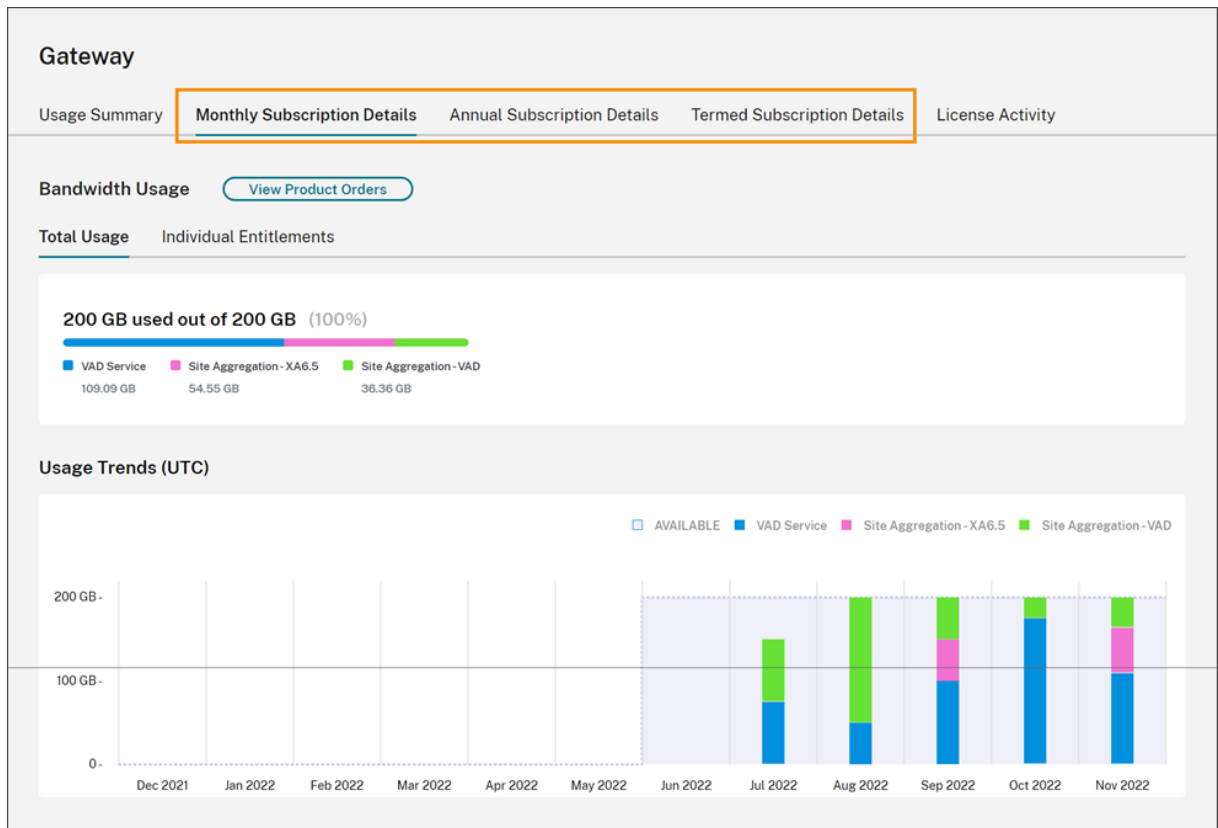 Gateway
Usage Summary Monthly Subscription Details Annual Subscription Details Termed Subscription Details License Activity
Bandwidth Usage View Product Orders
Total Usage Individual Entitlements
200 GB used out of 200 GB (100%)
VAD Service Site Aggregation-XA6.5 Site Aggregation-VAD
109.09 GB 54.55 GB 36.36 GB
Usage Trends (UTC)
AVAILABLE VAD Service Site Aggregation-XA6.5 Site Aggregation-VAD
200 GB
100 GB
0
Dec 2021 Jan 2022 Feb 2022 Mar 2022 Apr 2022 May 2022 Jun 2022 Jul 2022 Aug 2022 Sep 2022 Oct 2022 Nov 2022